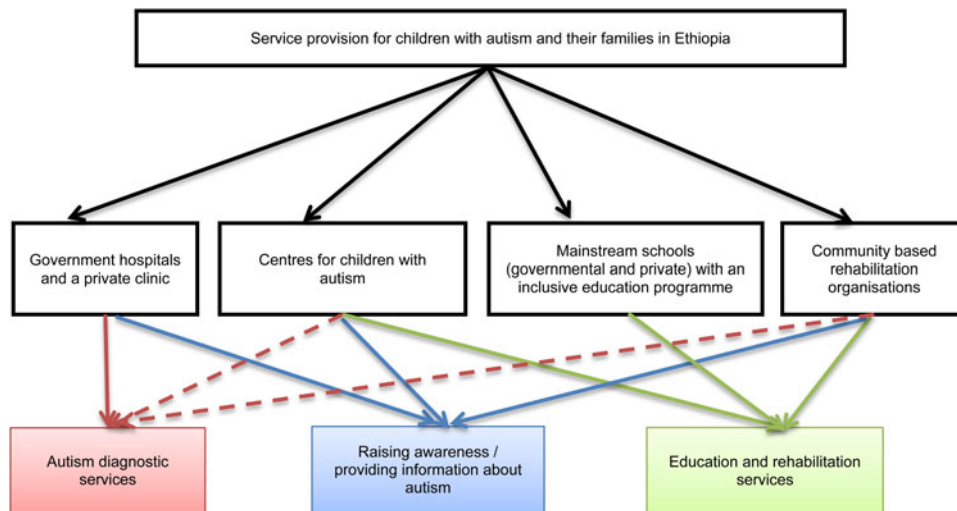 Service provision for children with autism and their families in Ethiopia
Government hospitals
and a private clinic
Centres for children with
autism
Mainstream schools
(governmental and private) with an
inclusive education programme
Community based
rehabilitation
organisations
Autism diagnostic
services
Raising awareness /
providing information about
autism
Education and rehabilitation
services